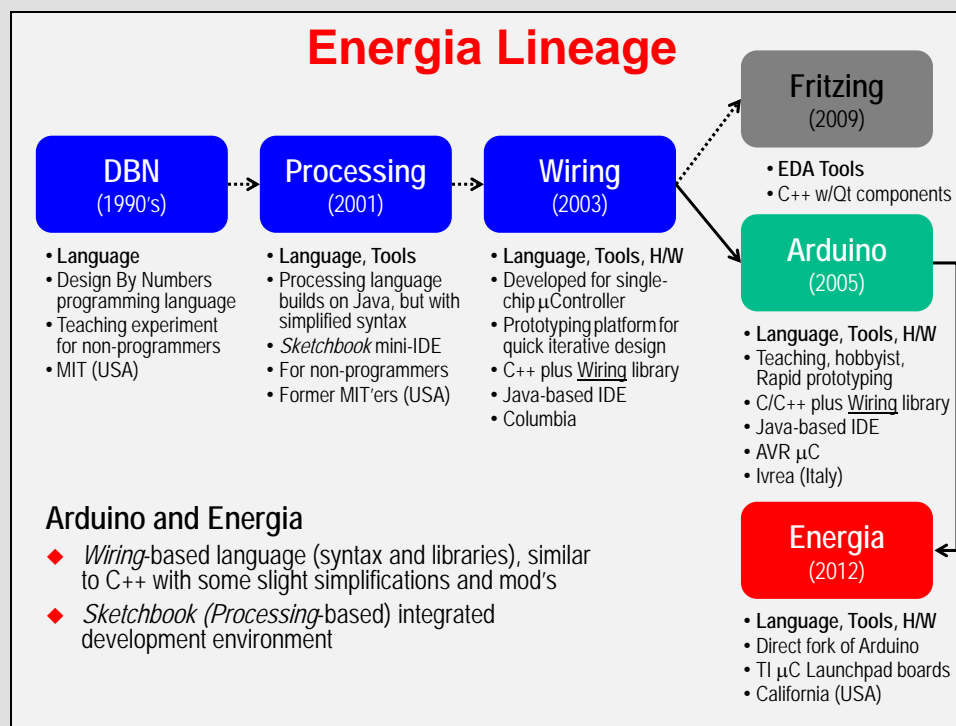 Energia Lineage
DBN
(1990's)
• Language
• Design By Numbers
programming language
• Teaching experiment
for non-programmers
• MIT (USA)
Processing
(2001)
• Language, Tools
• Processing language
builds on Java, but with
simplified syntax
• Sketchbook mini-IDE
• For non-programmers
• Former MIT'ers (USA)
Wiring
(2003)
• Language, Tools, H/W
• Developed for single-
chip μController
• Prototyping platform for
quick iterative design
• C++ plus Wiring library
• Java-based IDE
• Columbia
Fritzing
(2009)
• EDA Tools
• C++ w/Qt components
Arduino
(2005)
• Language, Tools, H/W
• Teaching, hobbyist,
Rapid prototyping
• C/C++ plus Wiring library
• Java-based IDE
• AVR μC
• Ivrea (Italy)
Energia
(2012)
• Language, Tools, H/W
• Direct fork of Arduino
• TI μC Launchpad boards
• California (USA)
Arduino and Energia
◆ Wiring-based language (syntax and libraries), similar
to C++ with some slight simplifications and mod's
◆ Sketchbook (Processing-based) integrated
development environment